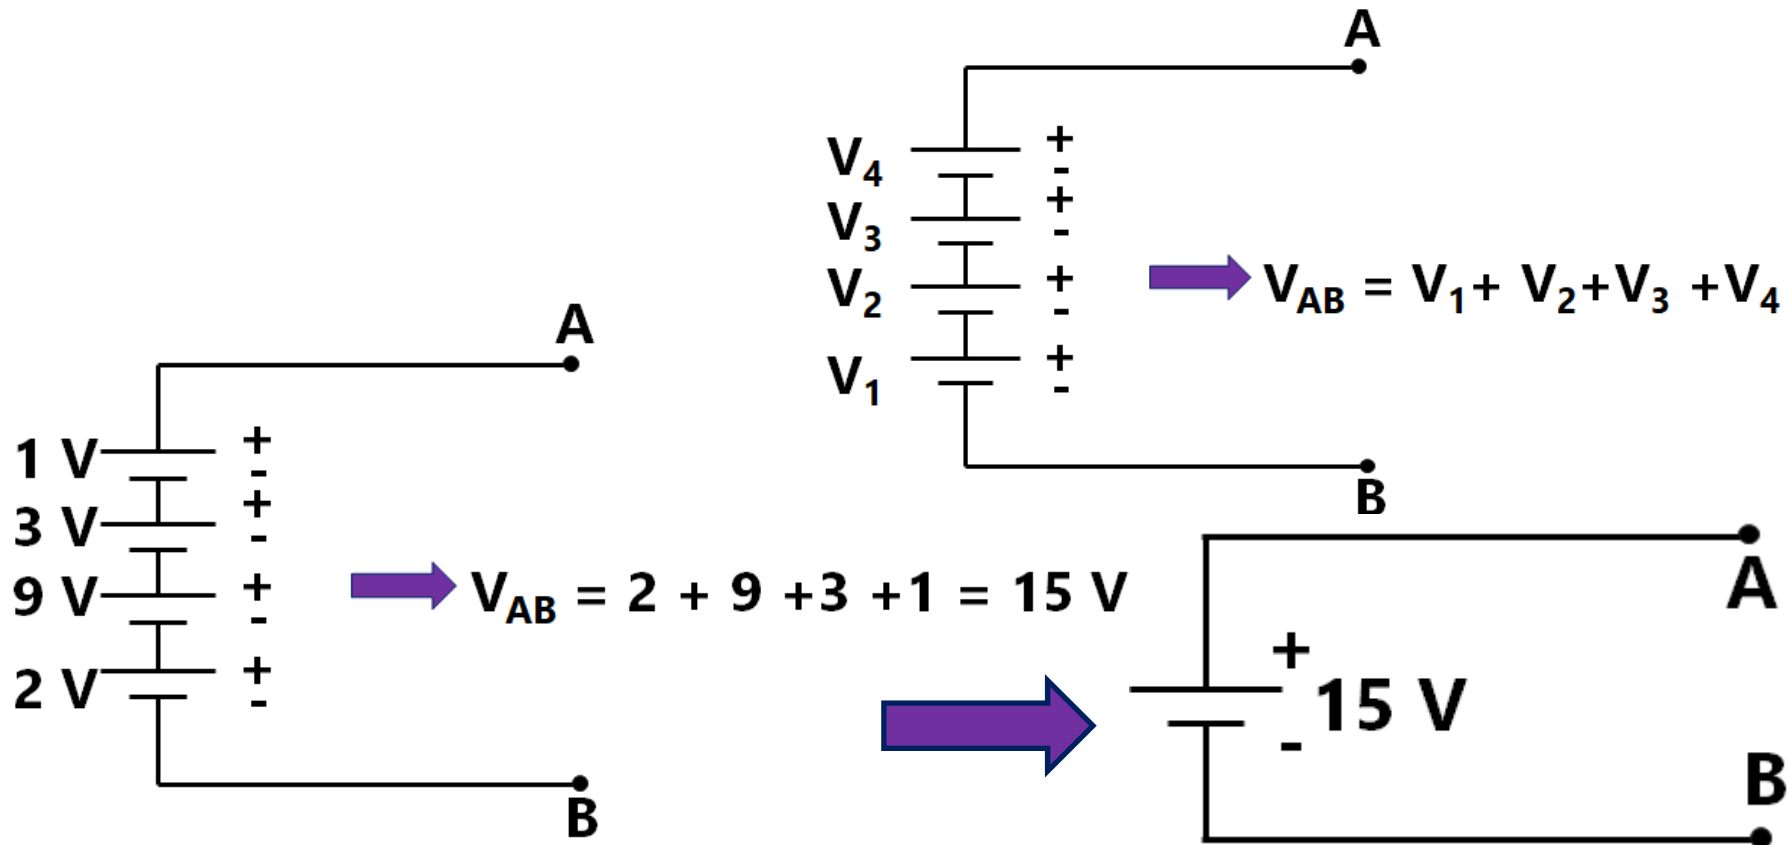 A
V4
+
-
V3
+
-
V2
+
-
V1
+
-
VAB = V1+ V2+V3 +V4
B
A
1 V
+
-
3 V
+
-
9 V
+
-
2 V
+
-
VAB = 2 + 9 +3 +1 = 15 V
B
A
+
15 V
-
B